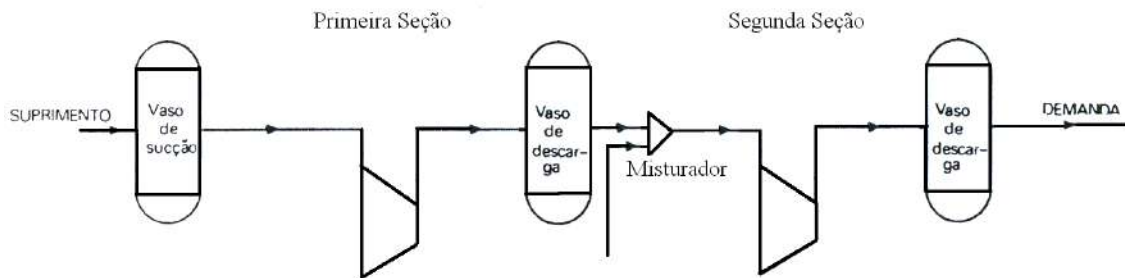 Primeira Seção
Segunda Seção
SUPRIMENTO
Vaso
de
sucção
Vaso
de
descar-
ga
Misturador
Vaso
de
descar-
ga
DEMANDA